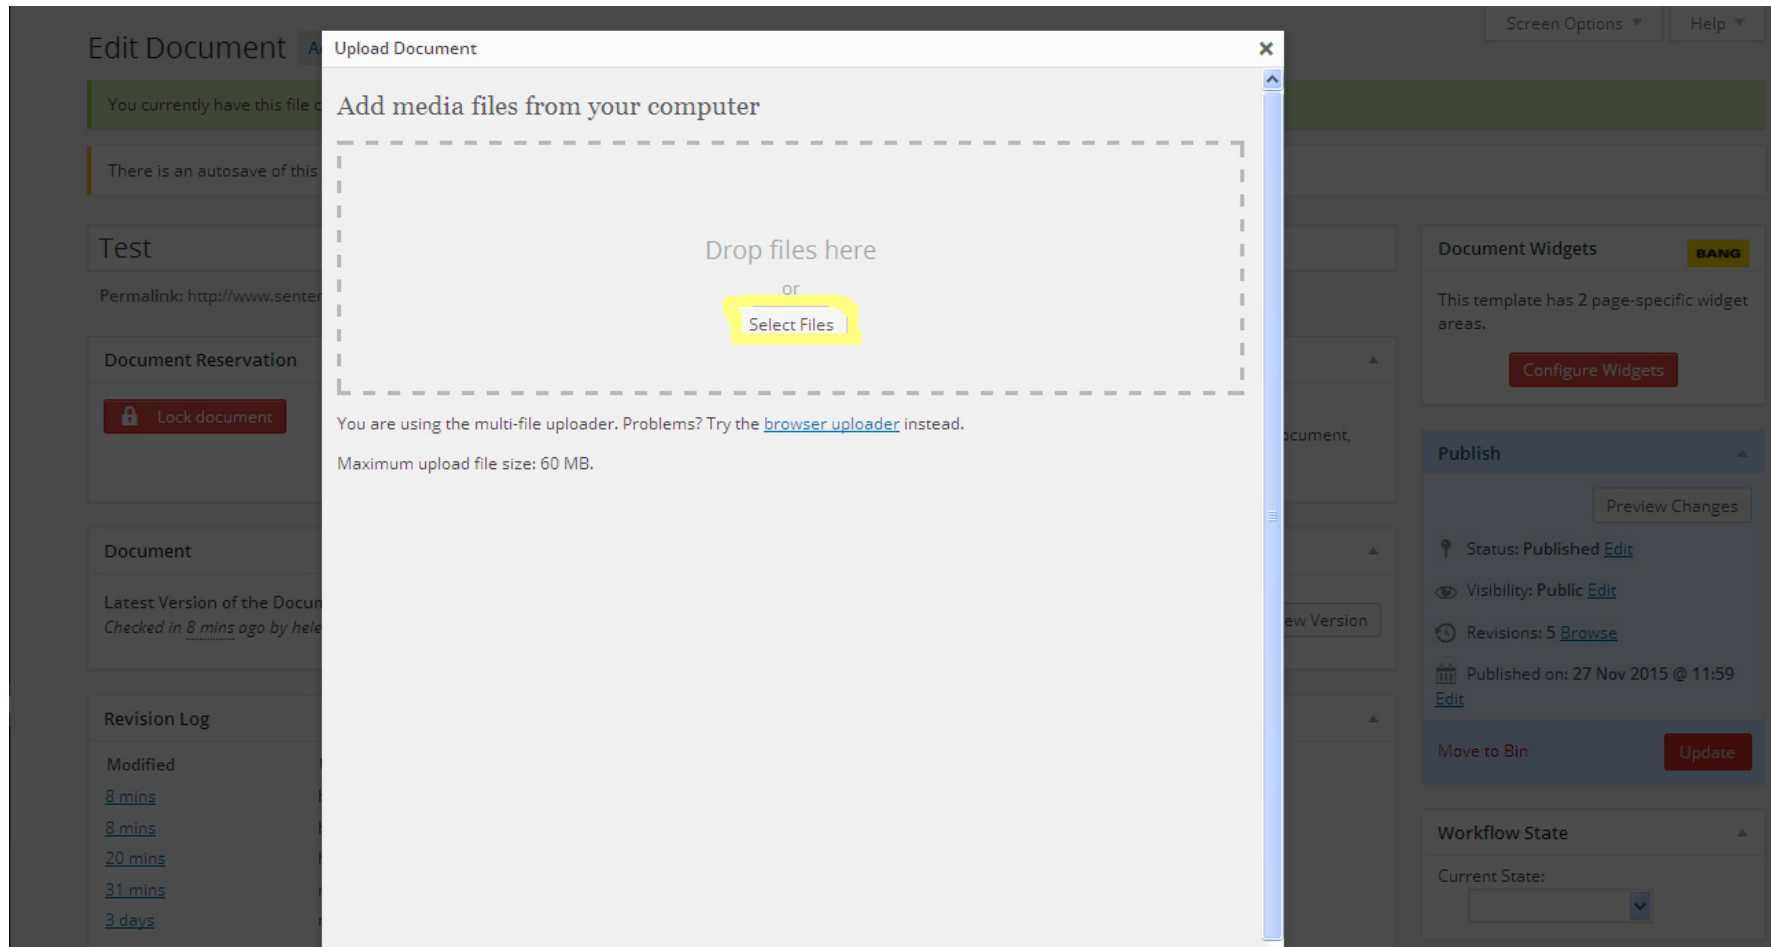 Screen Options
Help
Edit Document
Upload Document
You currently have this file
Add media files from your computer
There is an autosave of this
Drop files here
or
Select Files
Test
Permalink: http://www.senter
Document Widgets
BANG
This template has 2 page-specific widget
areas.
Configure Widgets
Document Reservation
Lock document
You are using the multi-file uploader. Problems? Try the browser uploader instead.
Maximum upload file size: 60 MB.
ocument,
Publish
Preview Changes
Status: Published Edit
Visibility: Public Edit
Revisions: 5 Browse
Published on: 27 Nov 2015 @ 11:59
Edit
Move to Bin
Update
Document
Latest Version of the Docum
Checked in 8 mins ago by hele
ew Version
Revision Log
Modified
8 mins
8 mins
20 mins
31 mins
3 days
Workflow State
Current State: